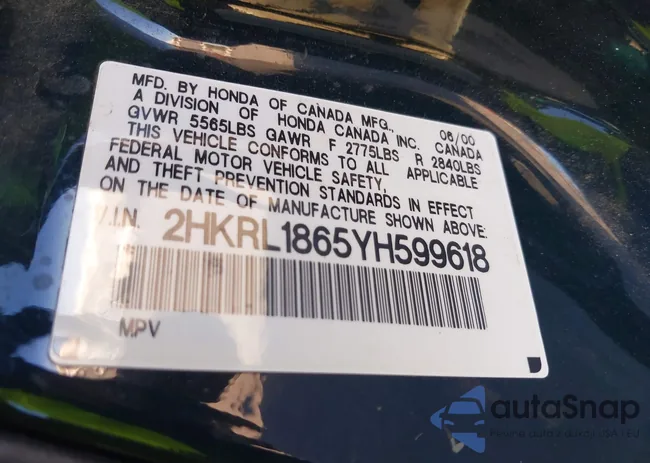 MFD. BY HONDA OF CANADA MFG., 06/00
A DIVISION OF HONDA CANADA INC. CANADA
GVWR 5565LBS GAWR F 2775LBS R 2840LBS
THIS VEHICLE CONFORMS TO ALL APPLICABLE
FEDERAL MOTOR VEHICLE SAFETY,
AND THEFT PREVENTION STANDARDS IN EFFECT
ON THE DATE OF MANUFACTURE SHOWN ABOVE.
V.I.N. 2HKRL1865YH599618
MPV
autaSnap